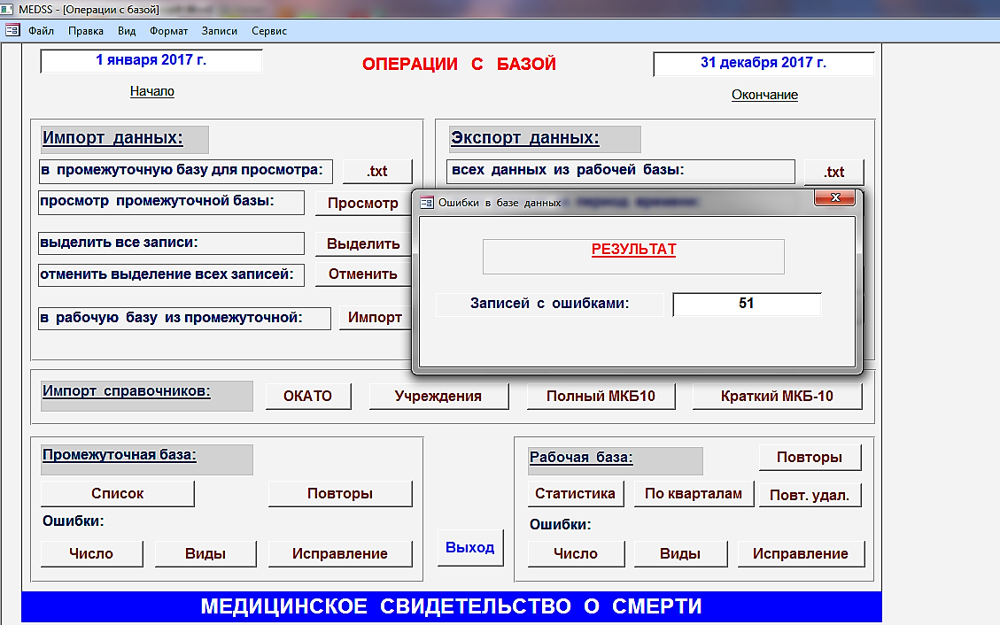 MEDSS - [Операции с базой]
Файл Правка Вид Формат Записи Сервис
1 января 2017 г.
ОПЕРАЦИИ С БАЗОЙ
31 декабря 2017 г.
Начало
Окончание
Импорт данных:
Экспорт данных:
в промежуточную базу для просмотра:
.txt
всех данных из рабочей базы:
.txt
просмотр промежуточной базы:
Просмотр
Ошибки в базе данных
период времени:
РЕЗУЛЬТАТ
выделить все записи:
Выделить
отменить выделение всех записей:
Отменить
Записей с ошибками:
51
в рабочую базу из промежуточной:
Импорт
Импорт справочников:
ОКАТО
Учреждения
Полный МКБ10
Краткий МКБ-10
Промежуточная база:
Рабочая база:
Повторы
Список
Повторы
Статистика
По кварталам
Повт. удал.
Ошибки:
Ошибки:
Число
Виды
Исправление
Выход
Число
Виды
Исправление
МЕДИЦИНСКОЕ СВИДЕТЕЛЬСТВО О СМЕРТИ